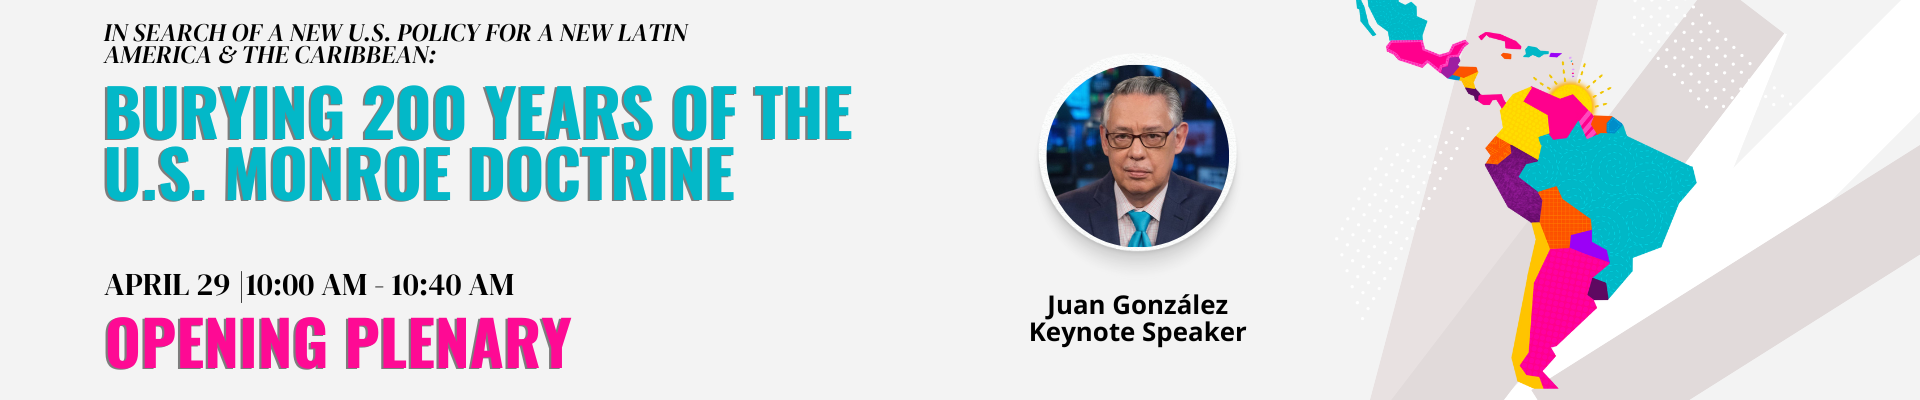 IN SEARCH OF A NEW U.S. POLICY FOR A NEW LATIN
AMERICA & THE CARIBBEAN:
BURYING 200 YEARS OF THE
U.S. MONROE DOCTRINE
APRIL 29 |10:00 AM - 10:40 AM
OPENING PLENARY
Juan González
Keynote Speaker